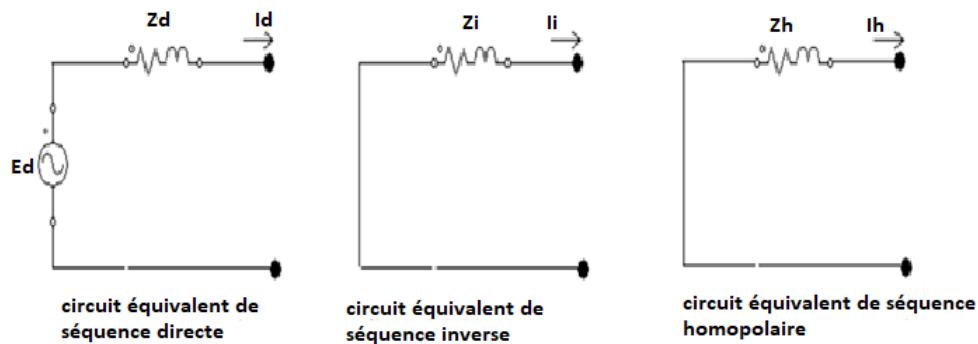 Zd Id
Zi Ii
Zh Ih
Ed
circuit équivalent de
séquence directe
circuit équivalent de
séquence inverse
circuit équivalent de séquence
homopolaire